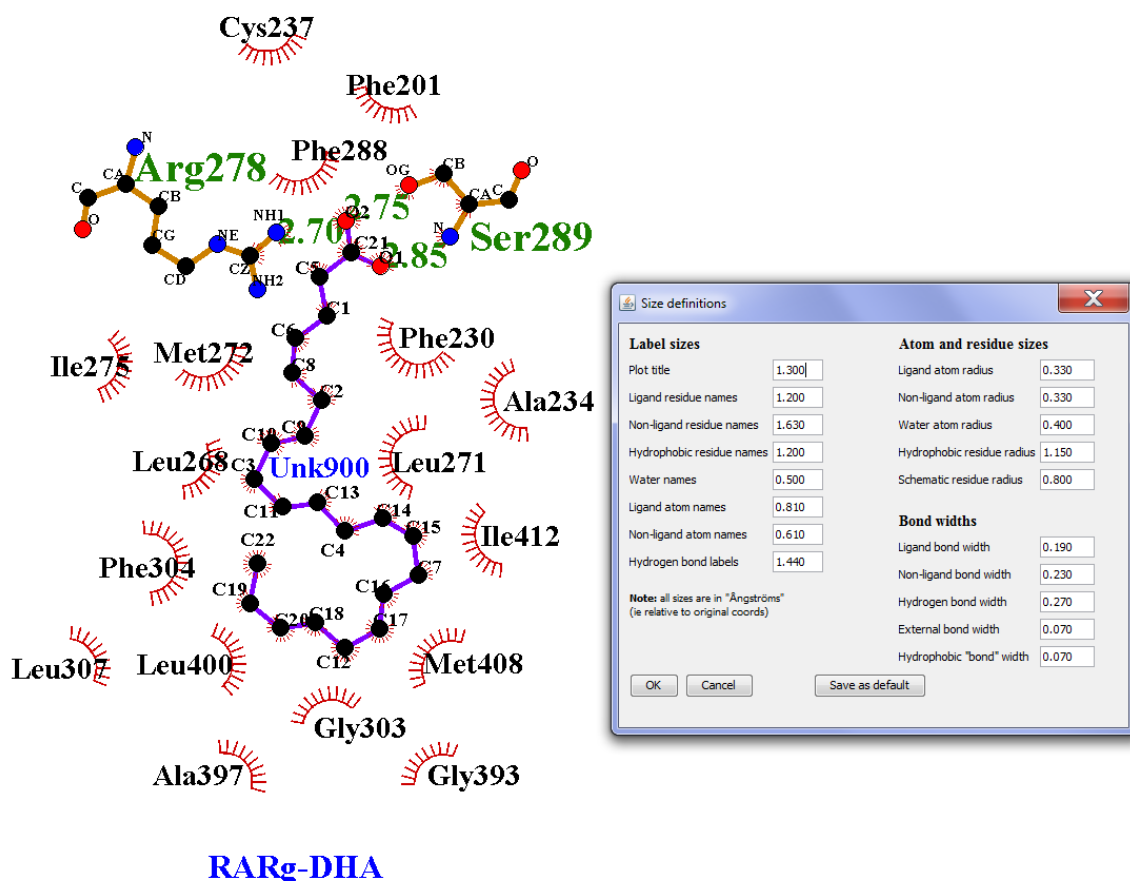 Cys237
Phe201
Phe288
N
Arg278
CA
C
O
CB
CG
CD
NE
CZ
NH1
NH2
2.70
2.75
2.85
OG
CB
CA
C
O
N
Ser289
O2
C21
O1
C5
C1
C6
C8
C2
C9
C10
C3
C11
C13
C4
C14
C15
C7
C16
C17
C12
C18
C20
C19
C22
Unk900
Ile275
Met272
Phe230
Ala234
Leu268
Leu271
Ile412
Phe304
Leu307
Leu400
Met408
Gly303
Ala397
Gly393
RARg-DHA
Size definitions
Label sizes
Plot title 1.300
Ligand residue names 1.200
Non-ligand residue names 1.630
Hydrophobic residue names 1.200
Water names 0.500
Ligand atom names 0.810
Non-ligand atom names 0.610
Hydrogen bond labels 1.440
Note: all sizes are in "Ångströms"
(ie relative to original coords)
Atom and residue sizes
Ligand atom radius 0.330
Non-ligand atom radius 0.330
Water atom radius 0.400
Hydrophobic residue radius 1.150
Schematic residue radius 0.800
Bond widths
Ligand bond width 0.190
Non-ligand bond width 0.230
Hydrogen bond width 0.270
External bond width 0.070
Hydrophobic "bond" width 0.070
OK
Cancel
Save as default